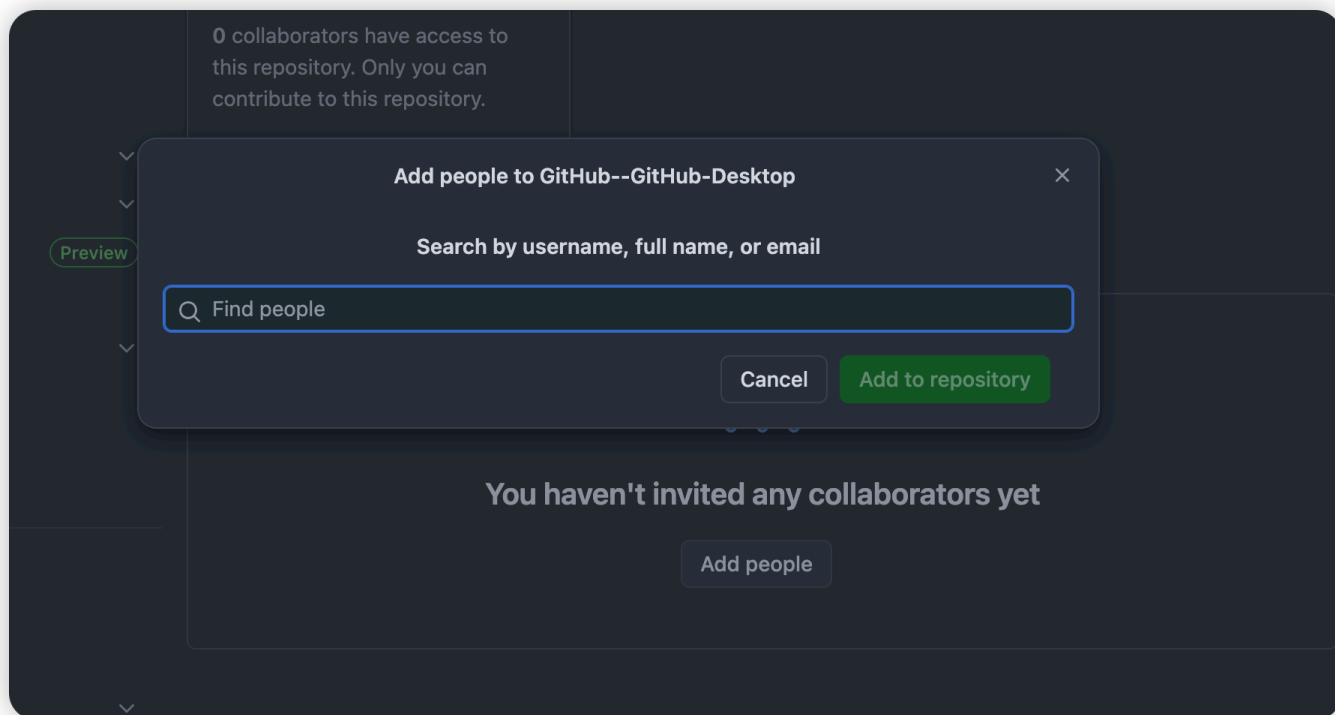 0 collaborators have access to
this repository. Only you can
contribute to this repository.
Add people to GitHub--GitHub-Desktop
Search by username, full name, or email
Preview
Find people
Cancel
Add to repository
You haven't invited any collaborators yet
Add people